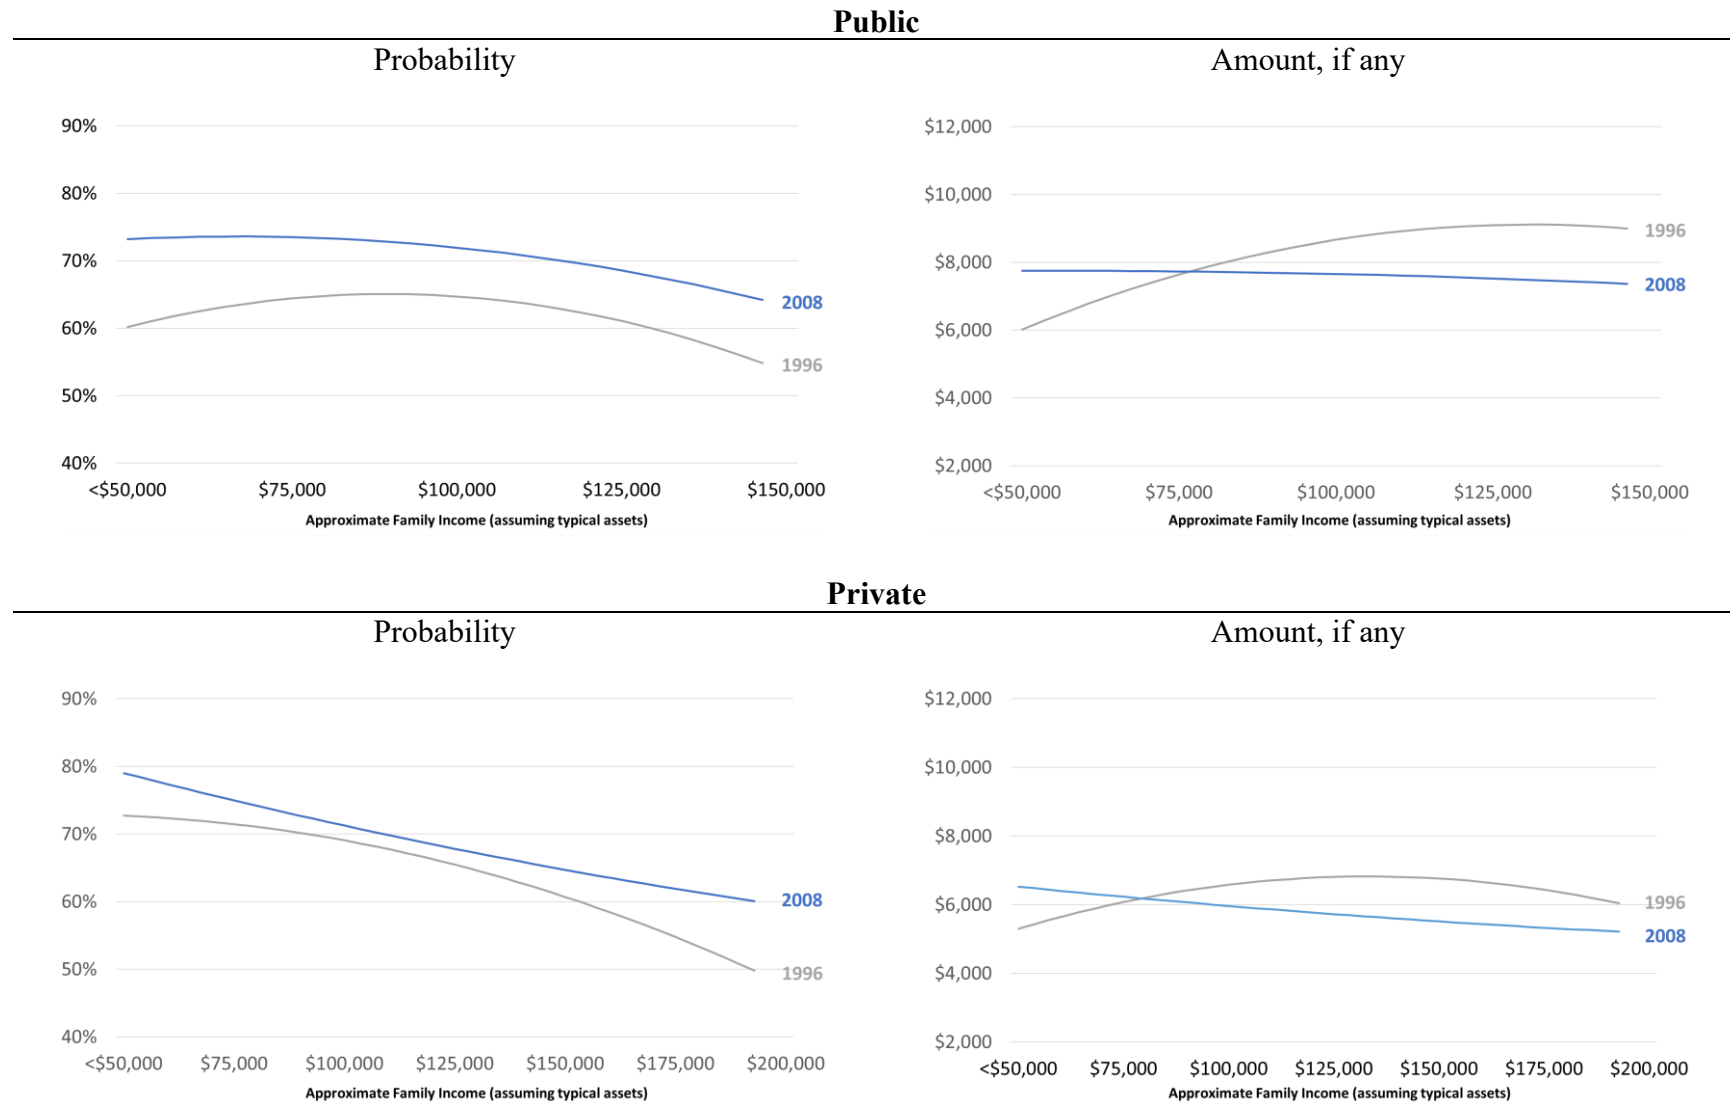 Public
Probability
Amount, if any
90%
80%
70%
60%
50%
40%
2008
1996
<$50,000 $75,000 $100,000 $125,000 $150,000
Approximate Family Income (assuming typical assets)
$12,000
$10,000
$8,000
$6,000
$4,000
$2,000
1996
2008
<$50,000 $75,000 $100,000 $125,000 $150,000
Approximate Family Income (assuming typical assets)
Private
Probability
Amount, if any
90%
80%
70%
60%
50%
40%
2008
1996
<$50,000 $75,000 $100,000 $125,000 $150,000 $175,000 $200,000
Approximate Family Income (assuming typical assets)
$12,000
$10,000
$8,000
$6,000
$4,000
$2,000
1996
2008
<$50,000 $75,000 $100,000 $125,000 $150,000 $175,000 $200,000
Approximate Family Income (assuming typical assets)